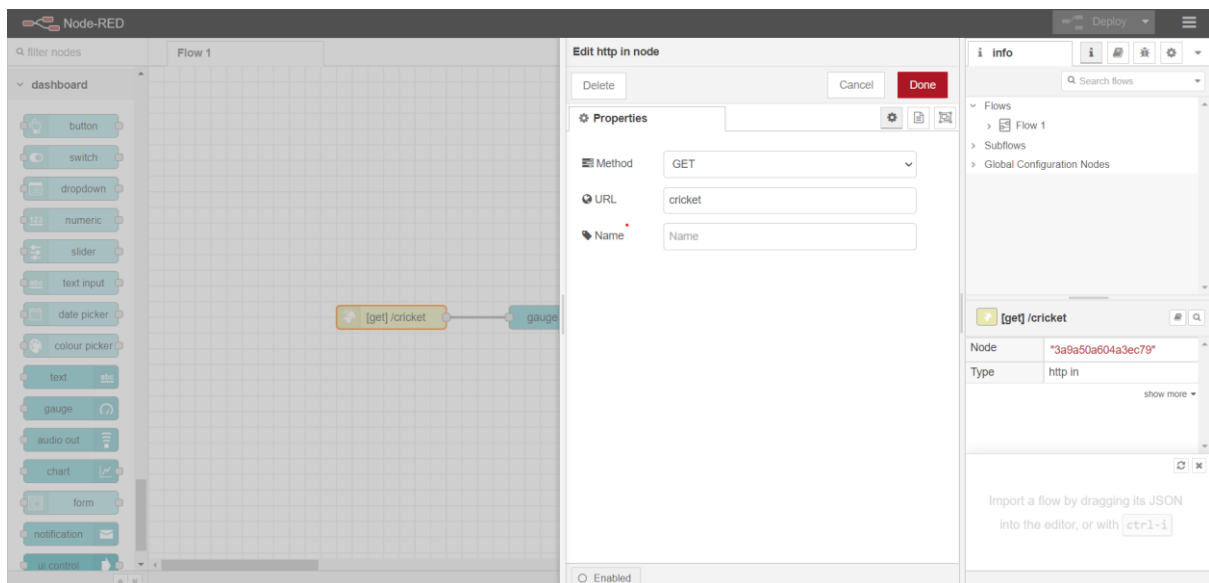 Node-RED
Deploy
filter nodes
dashboard
button
switch
dropdown
numeric
slider
text input
date picker
colour picker
text
gauge
audio out
chart
form
notification
ui control
Flow 1
[get] /cricket
gauge
Edit http in node
Delete
Cancel
Done
Properties
Method
GET
URL
cricket
Name
Name
Enabled
i info
i
Search flows
Flows
Flow 1
Subflows
Global Configuration Nodes
[get] /cricket
Node "3a9a50a604a3ec79"
Type http in
show more
Import a flow by dragging its JSON
into the editor, or with ctrl-i